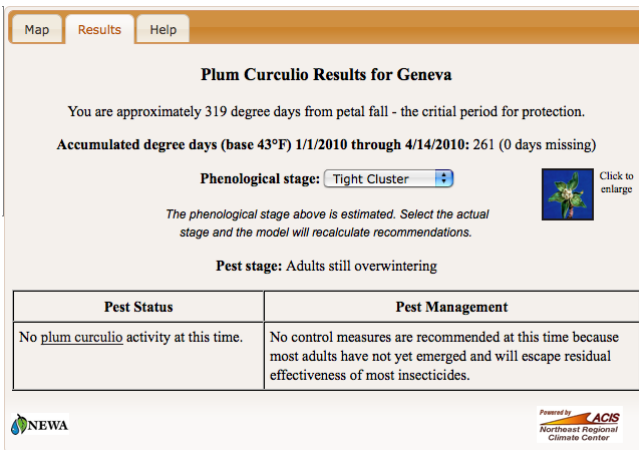 Map Results Help
Plum Curculio Results for Geneva
You are approximately 319 degree days from petal fall - the critial period for protection.
Accumulated degree days (base 43°F) 1/1/2010 through 4/14/2010: 261 (0 days missing)
Phenological stage: Tight Cluster
Click to
enlarge
The phenological stage above is estimated. Select the actual
stage and the model will recalculate recommendations.
Pest stage: Adults still overwintering
Pest Status Pest Management
No plum curculio activity at this time. No control measures are recommended at this time because
most adults have not yet emerged and will escape residual
effectiveness of most insecticides.
NEWA
Powered by ACIS
Northeast Regional
Climate Center